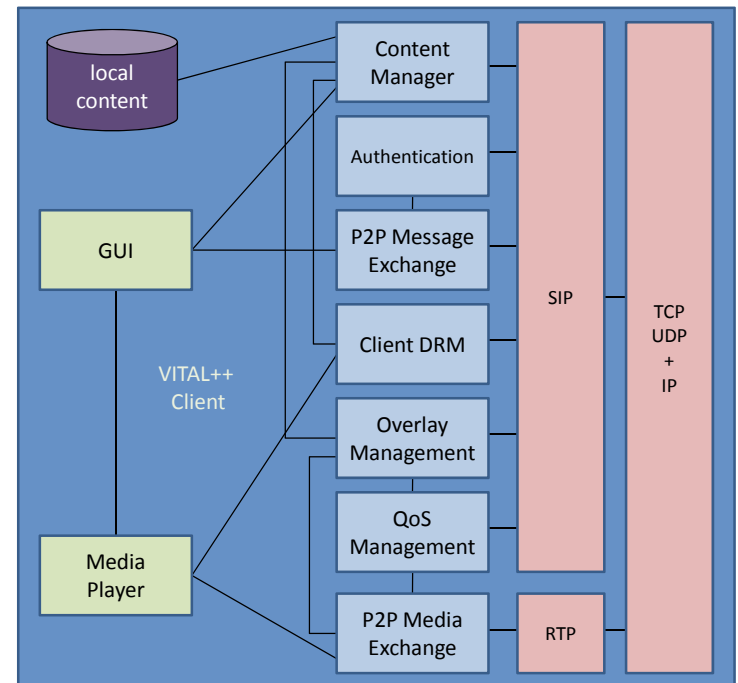 local
content
Content
Manager
Authentication
GUI
P2P Message
Exchange
SIP
TCP
UDP
+
IP
Client DRM
VITAL++
Client
Overlay
Management
QoS
Management
Media
Player
P2P Media
Exchange
RTP